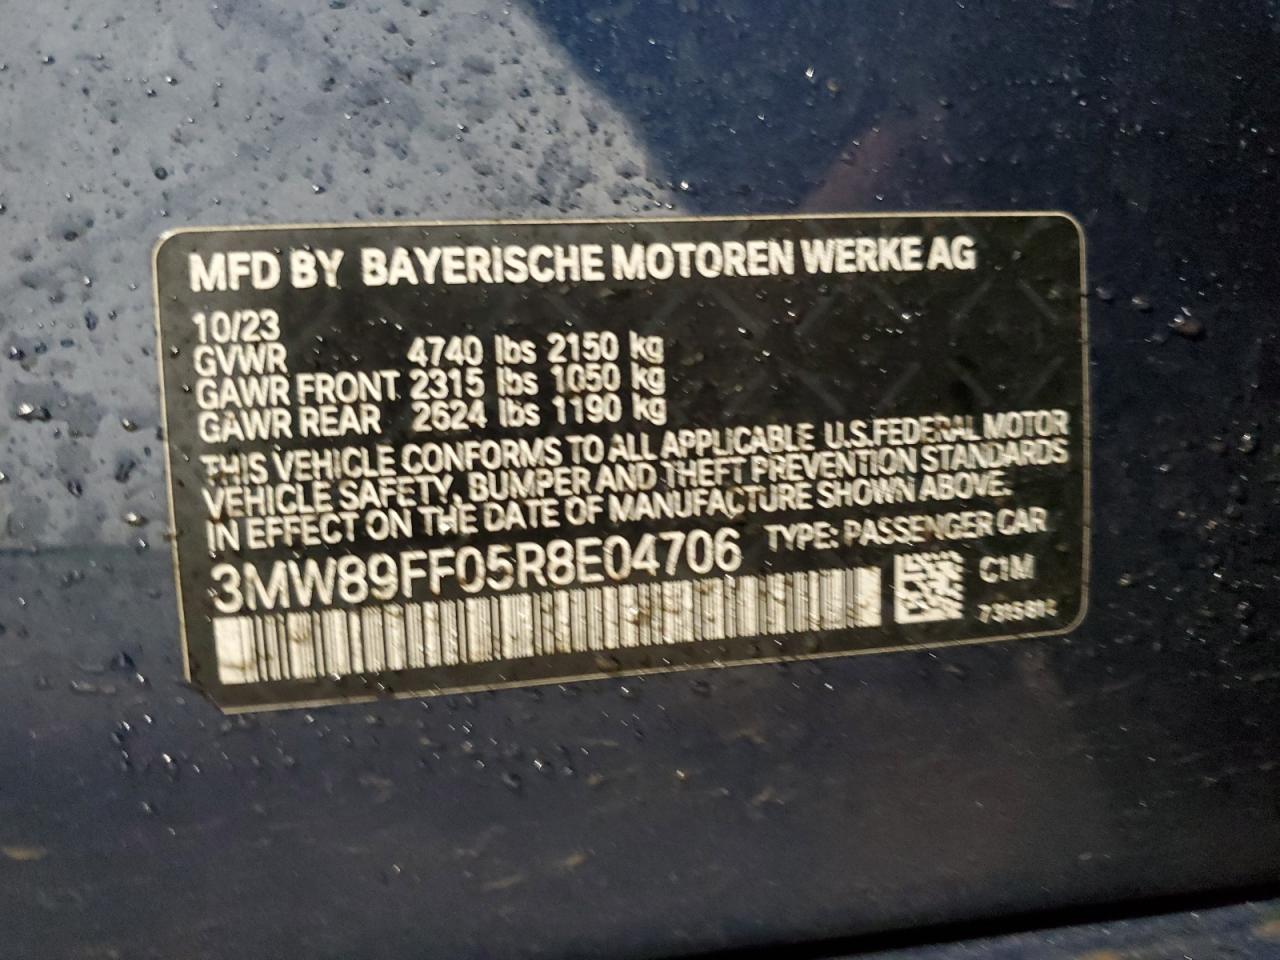 MFD BY BAYERISCHE MOTOREN WERKE AG
10/23
GVWR 4740 lbs 2150 kg
GAWR FRONT 2315 lbs 1050 kg
GAWR REAR 2624 lbs 1190 kg
THIS VEHICLE CONFORMS TO ALL APPLICABLE U.S.FEDERAL MOTOR
VEHICLE SAFETY, BUMPER AND THEFT PREVENTION STANDARDS
IN EFFECT ON THE DATE OF MANUFACTURE SHOWN ABOVE.
3MW89FF05R8E04706 TYPE: PASSENGER CAR
C1M